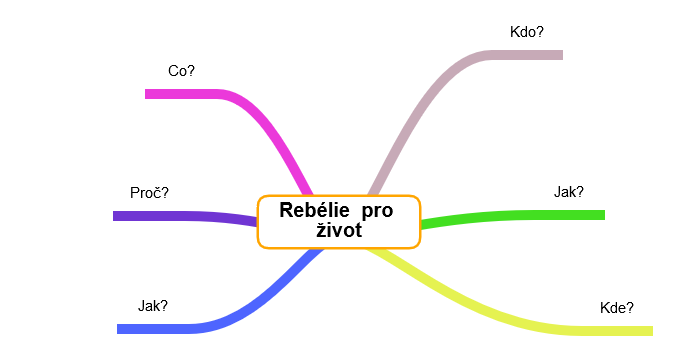 Kdo?
Co?
Proč?
Jak?
Rebélie pro
život
Jak?
Kde?